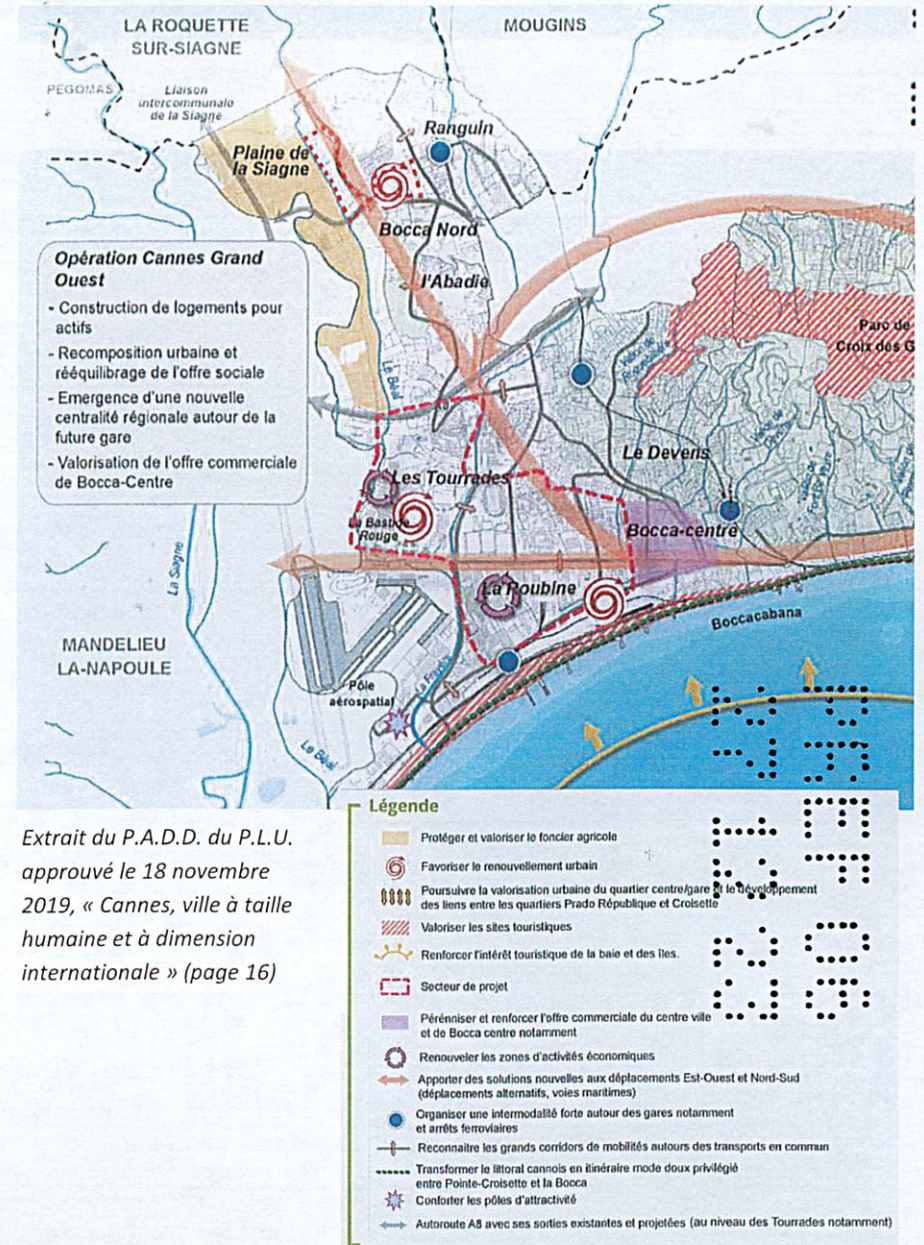 LA ROQUETTE
SUR-SIAGNE
MOUGINS
PEGOMAS
Liaison
intercommunale
de la Siagne
Ranguin
Plaine de
la Siagne
Bocca Nord
l'Abadie
Opération Cannes Grand
Ouest
- Construction de logements pour
actifs
- Recomposition urbaine et
rééquilibrage de l'offre sociale
- Emergence d'une nouvelle
centralité régionale autour de la
future gare
- Valorisation de l'offre commerciale
de Bocca-Centre
Parc de
Croix des G
Le Béal
A8
Le Devens
Les Tourrades
La Bastide
Rouge
Bocca-centre
La Siagne
La Roubine
Boccacabana
MANDELIEU
LA-NAPOULE
Pôle
aérospatial
La Frayère
Le Béal
Extrait du P.A.D.D. du P.L.U.
approuvé le 18 novembre
2019, « Cannes, ville à taille
humaine et à dimension
internationale » (page 16)
Légende
Protéger et valoriser le foncier agricole
Favoriser le renouvellement urbain
Poursuivre la valorisation urbaine du quartier centre/gare et le développement
des liens entre les quartiers Prado République et Croisette
Valoriser les sites touristiques
Renforcer l'intérêt touristique de la baie et des îles.
Secteur de projet
Pérénniser et renforcer l'offre commerciale du centre ville
et de Bocca centre notamment
Renouveler les zones d'activités économiques
Apporter des solutions nouvelles aux déplacements Est-Ouest et Nord-Sud
(déplacements alternatifs, voies maritimes)
Organiser une intermodalité forte autour des gares notamment
et arrêts ferroviaires
Reconnaitre les grands corridors de mobilités autours des transports en commun
Transformer le littoral cannois en itinéraire mode doux privilégié
entre Pointe-Croisette et la Bocca
Conforter les pôles d'attractivité
Autoroute A8 avec ses sorties existantes et projetées (au niveau des Tourrades notamment)